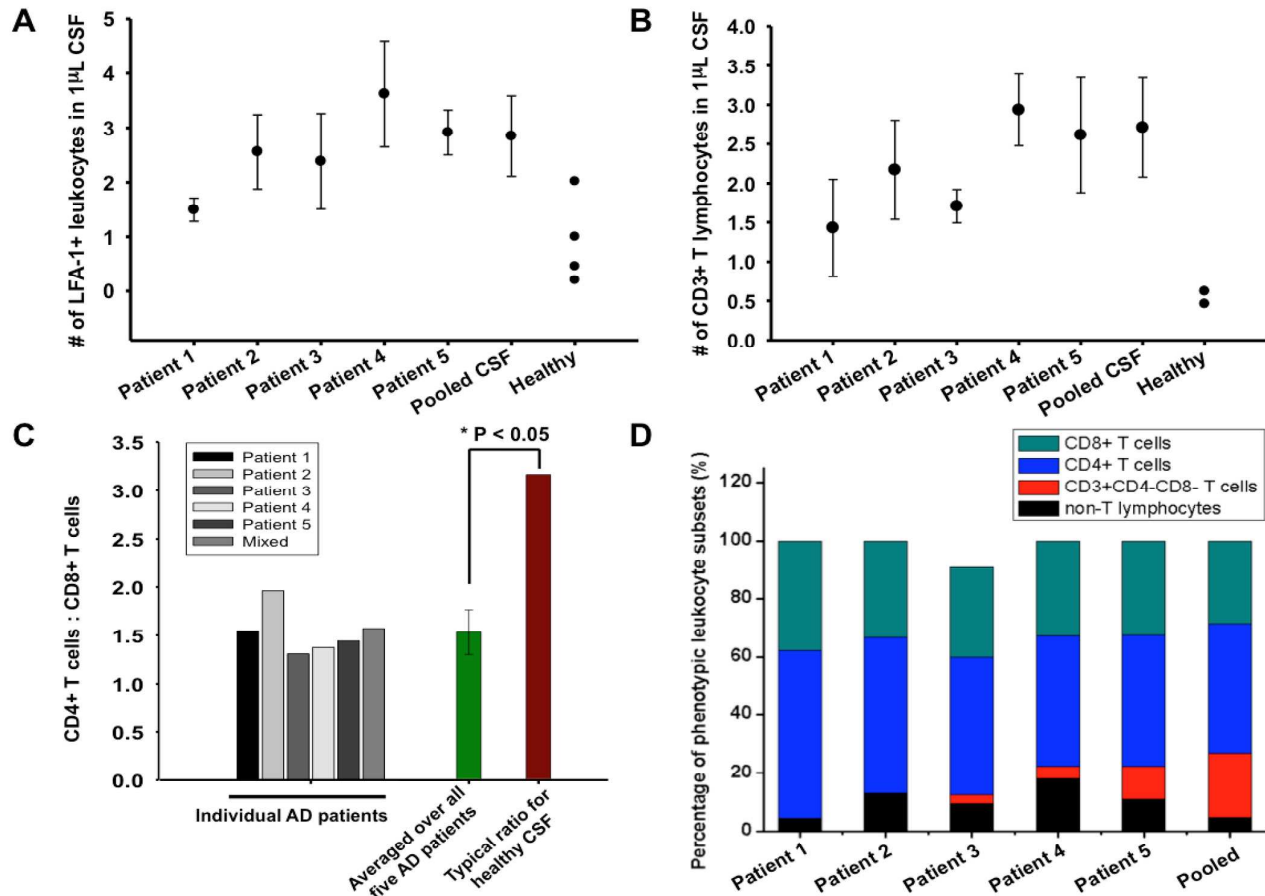 A
# of LFA-1+ leukocytes in 1µL CSF
5
4
3
2
1
0
Patient 1
Patient 2
Patient 3
Patient 4
Patient 5
Pooled CSF
Healthy
B
# of CD3+ T lymphocytes in 1µL CSF
4.0
3.5
3.0
2.5
2.0
1.5
1.0
0.5
0.0
Patient 1
Patient 2
Patient 3
Patient 4
Patient 5
Pooled CSF
Healthy
C
CD4+ T cells : CD8+ T cells
3.5
3.0
2.5
2.0
1.5
1.0
0.5
0.0
Patient 1
Patient 2
Patient 3
Patient 4
Patient 5
Mixed
* P < 0.05
Individual AD patients
Averaged over all
five AD patients
Typical ratio for
healthy CSF
D
CD8+ T cells
CD4+ T cells
CD3+CD4-CD8- T cells
non-T lymphocytes
Percentage of phenotypic leukocyte subsets (%)
120
100
80
60
40
20
0
Patient 1
Patient 2
Patient 3
Patient 4
Patient 5
Pooled